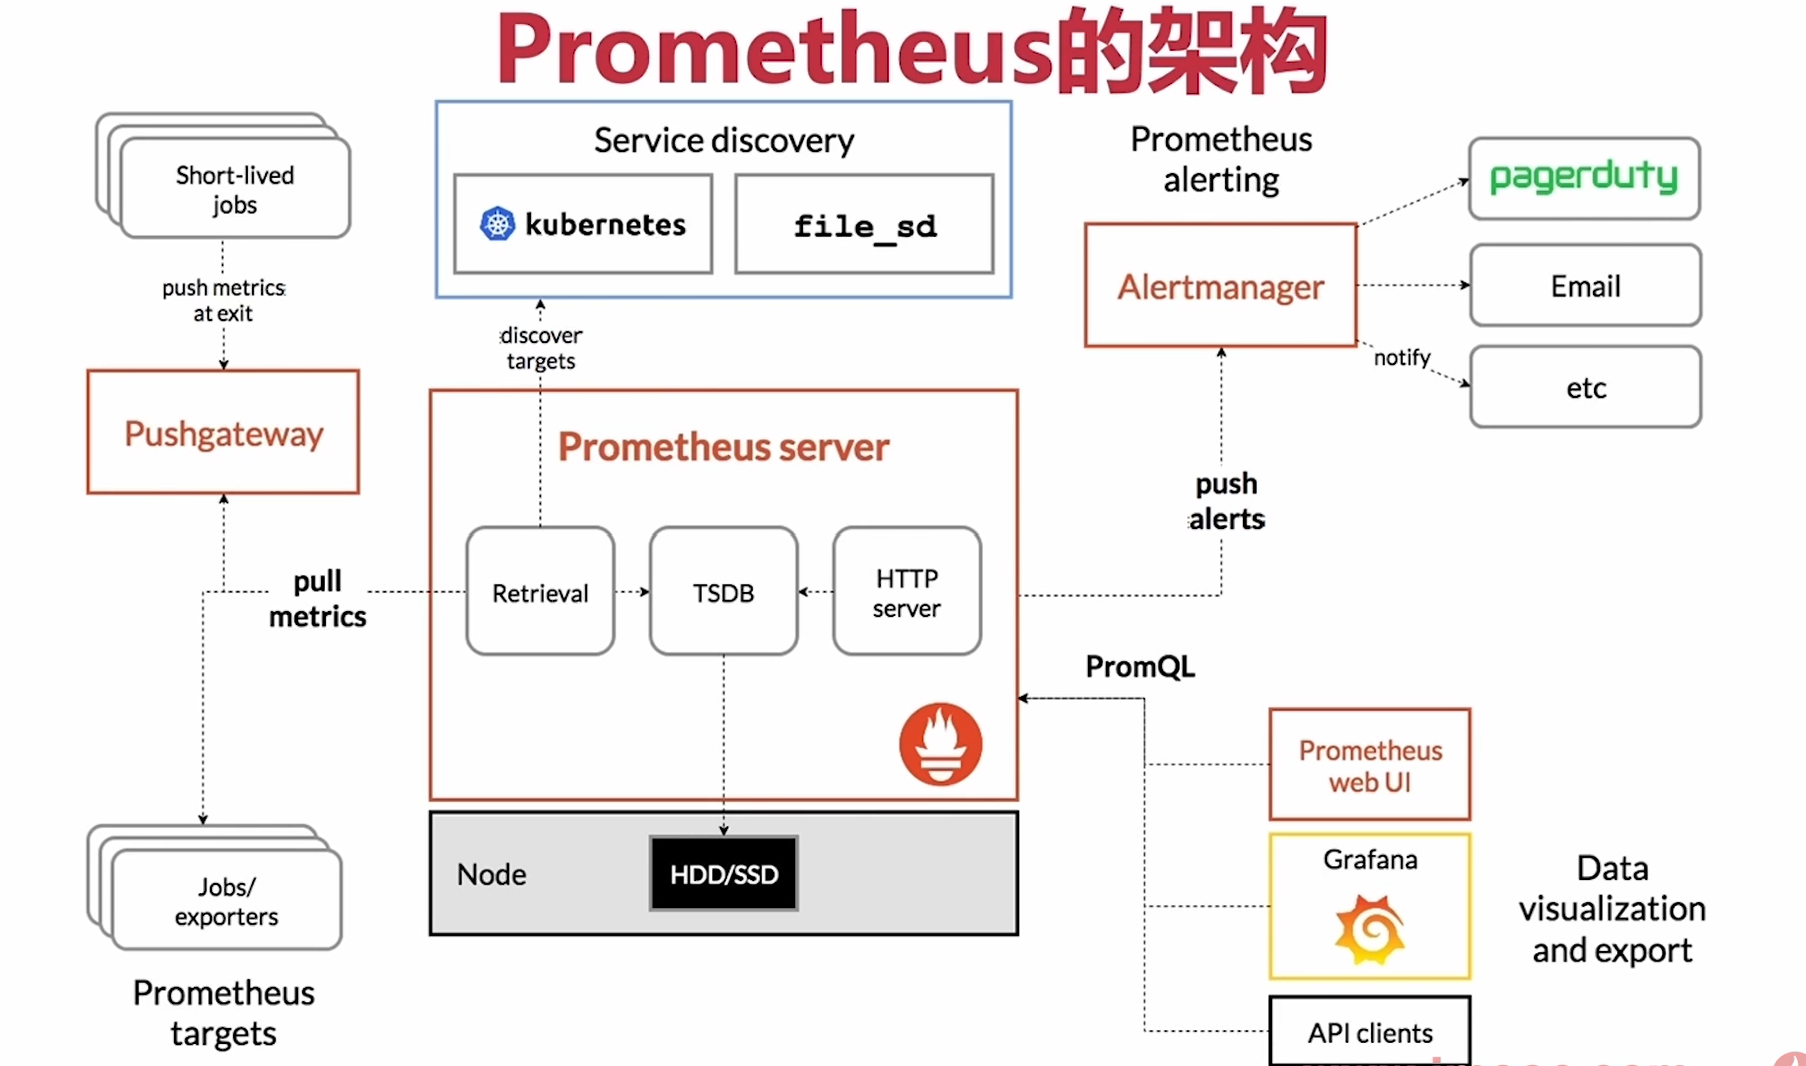 Prometheus的架构
Short-lived
jobs
push metrics
at exit
Pushgateway
pull
metrics
Jobs/
exporters
Prometheus
targets
Service discovery
kubernetes
file_sd
discover
targets
Prometheus server
Retrieval
TSDB
HTTP
server
Node
HDD/SSD
Prometheus
alerting
Alertmanager
pagerduty
Email
etc
notify
push
alerts
PromQL
Prometheus
web UI
Grafana
API clients
Data
visualization
and export